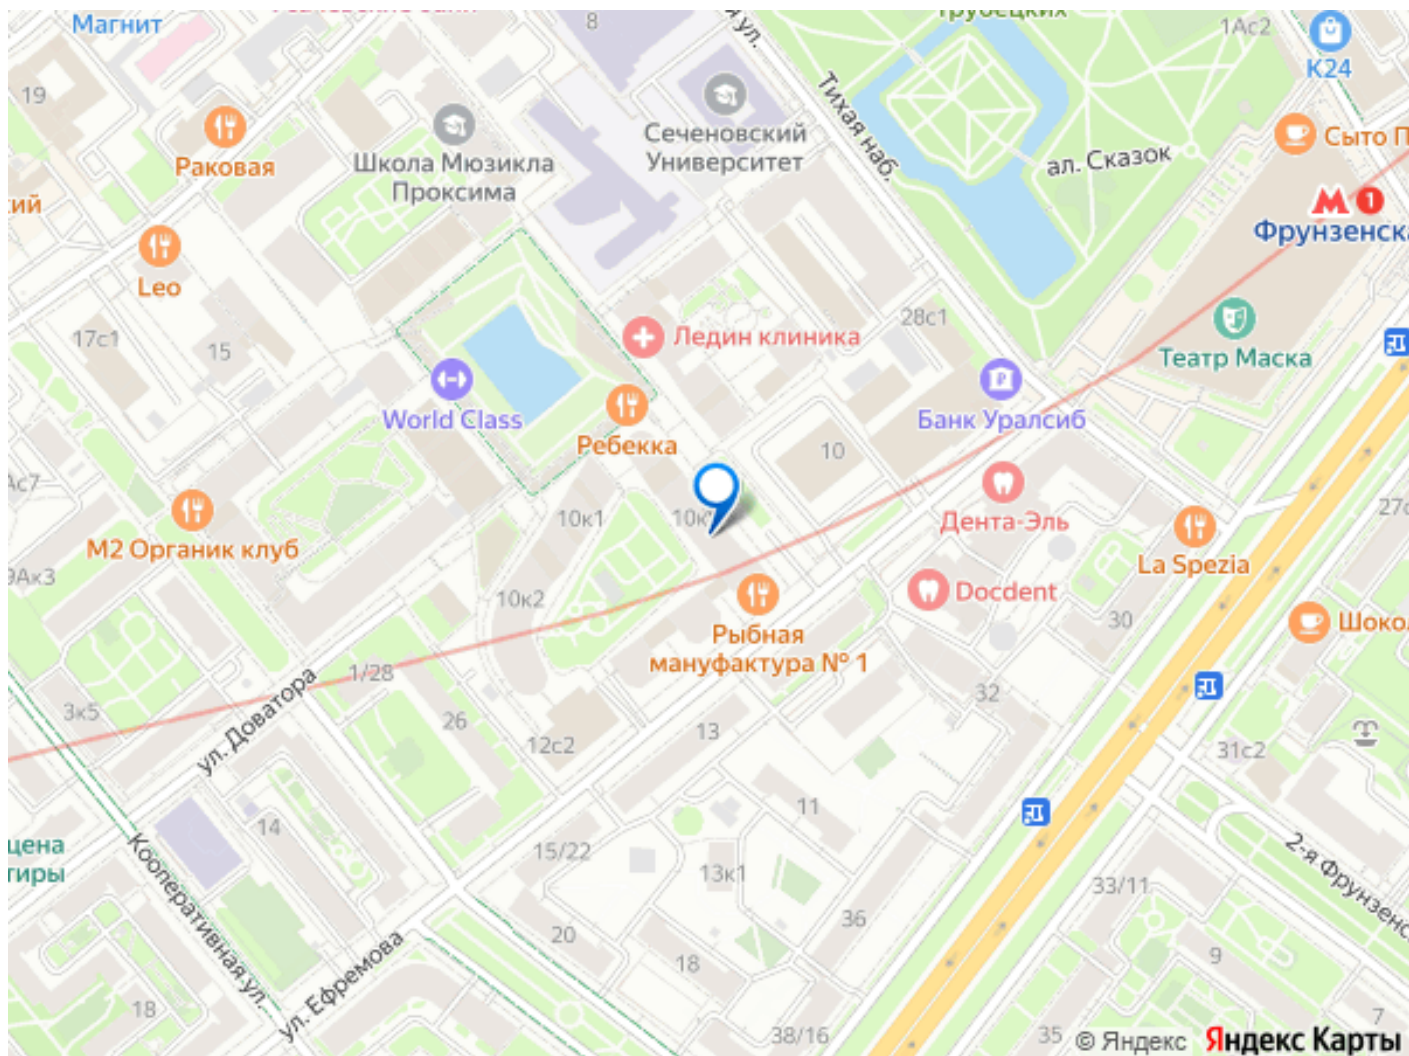 Магнит
8
Трубецких
1Ас2
К24
19
Раковая
Школа Мюзикла
Проксима
Сеченовский
Университет
Тихая наб.
ал. Сказок
Сыто
Фрунзенска
Leo
17с1
15
Ледин клиника
28с1
Театр Маска
World Class
Ребекка
Банк Уралсиб
10
М2 Органик клуб
10к1
Дента-Эль
La Spezia
10к2
Docdent
30
Рыбная
мануфактура № 1
1/28
ул. Доватора
3к5
26
12с2
13
32
31с2
14
11
15/22
13к1
33/11
36
2-я Фрунзенс
Кооперативная ул.
20
18
9
ул. Ефремова
18
38/16
35
7
© Яндекс Яндекс Карты